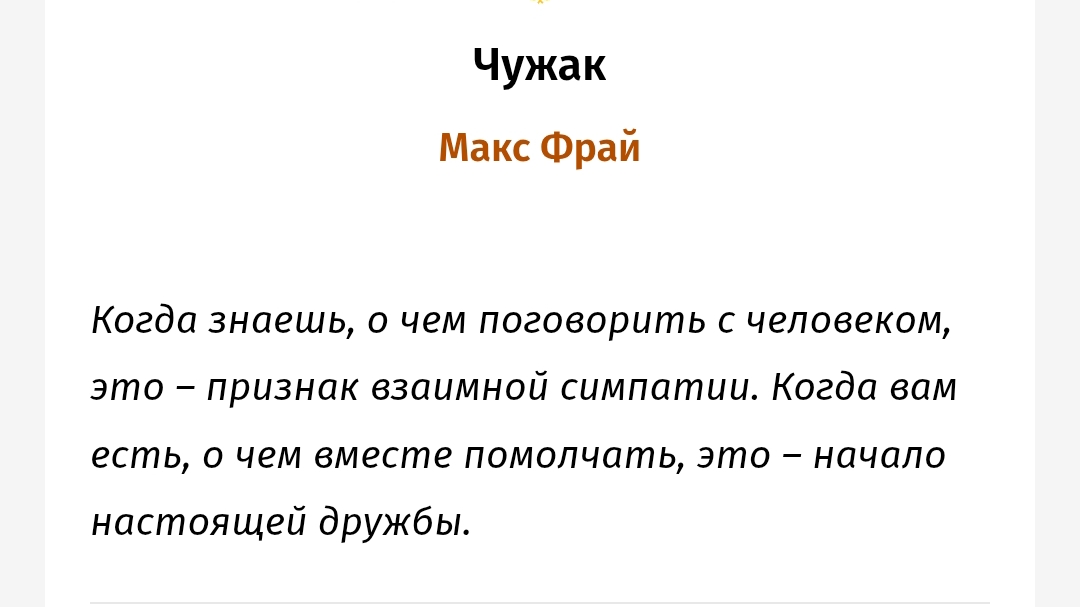 Чужак
Макс Фрай
Когда знаешь, о чем поговорить с человеком,
это – признак взаимной симпатии. Когда вам
есть, о чем вместе помолчать, это – начало
настоящей дружбы.